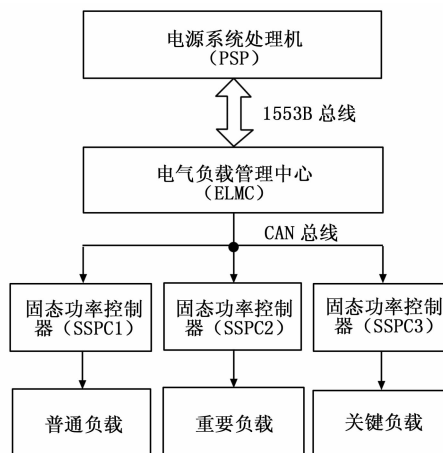 电源系统处理机
（PSP）
1553B 总线
电气负载管理中心
（ELMC）
CAN 总线
固态功率控制
器（SSPC1）
固态功率控制
器（SSPC2）
固态功率控制
器（SSPC3）
普通负载
重要负载
关键负载